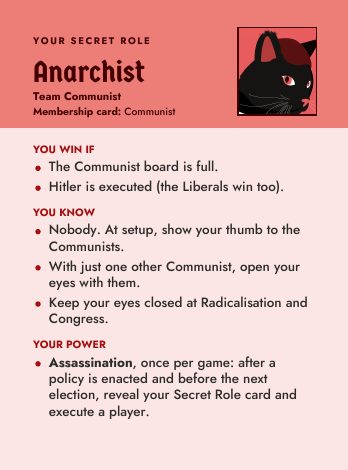 YOUR SECRET ROLE
Anarchist
Team Communist
Membership card: Communist
YOU WIN IF
• The Communist board is full.
• Hitler is executed (the Liberals win too).
YOU KNOW
• Nobody. At setup, show your thumb to the
Communists.
• With just one other Communist, open your
eyes with them.
• Keep your eyes closed at Radicalisation and
Congress.
YOUR POWER
• Assassination, once per game: after a
policy is enacted and before the next
election, reveal your Secret Role card and
execute a player.